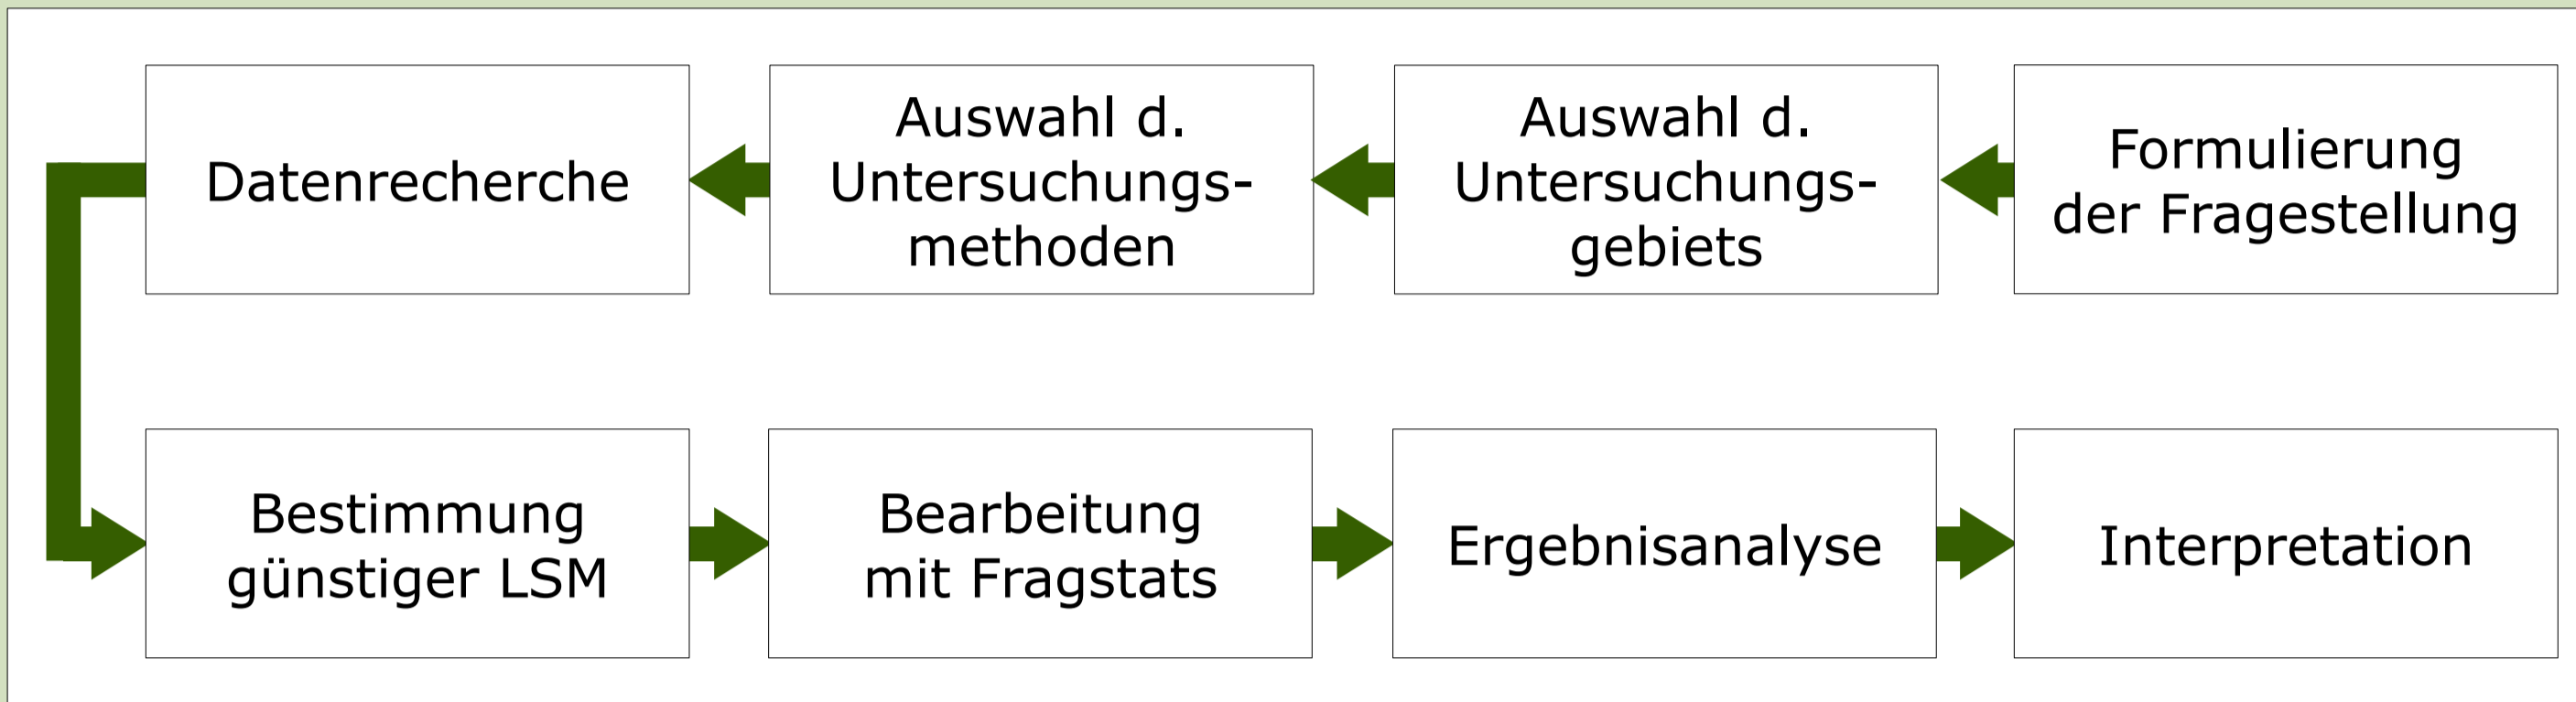 Datenrecherche
Auswahl d.
Untersuchungs-
methoden
Auswahl d.
Untersuchungs-
gebiets
Formulierung
der Fragestellung
Bestimmung
günstiger LSM
Bearbeitung
mit Fragstats
Ergebnisanalyse
Interpretation